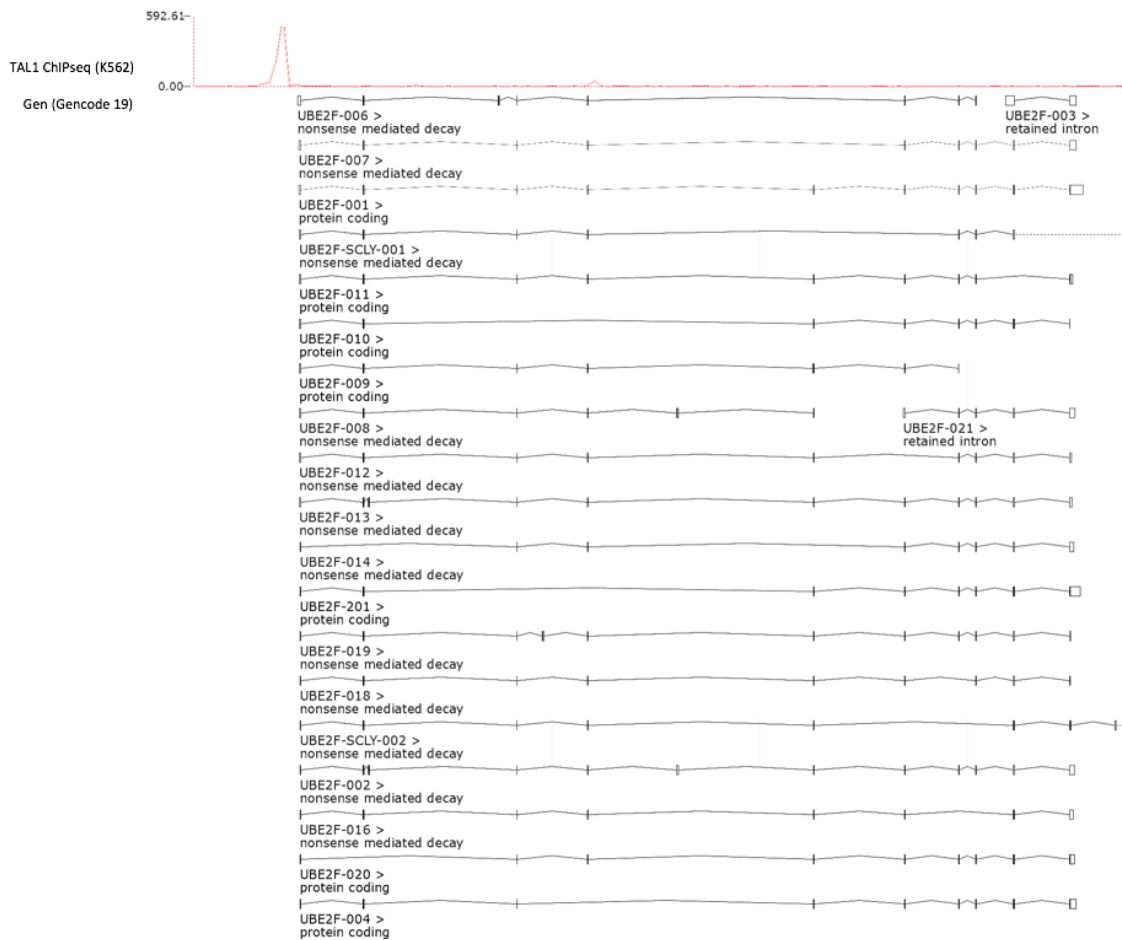 592.61
TAL1 ChIPseq (K562)
0.00
Gen (Gencode 19)
UBE2F-006 > UBE2F-003 >
nonsense mediated decay retained intron
UBE2F-007 >
nonsense mediated decay
UBE2F-001 >
protein coding
UBE2F-SCLY-001 >
nonsense mediated decay
UBE2F-011 >
protein coding
UBE2F-010 >
protein coding
UBE2F-009 >
protein coding
UBE2F-008 > UBE2F-021 >
nonsense mediated decay retained intron
UBE2F-012 >
nonsense mediated decay
UBE2F-013 >
nonsense mediated decay
UBE2F-014 >
nonsense mediated decay
UBE2F-201 >
protein coding
UBE2F-019 >
nonsense mediated decay
UBE2F-018 >
nonsense mediated decay
UBE2F-SCLY-002 >
nonsense mediated decay
UBE2F-002 >
nonsense mediated decay
UBE2F-016 >
nonsense mediated decay
UBE2F-020 >
protein coding
UBE2F-004 >
protein coding